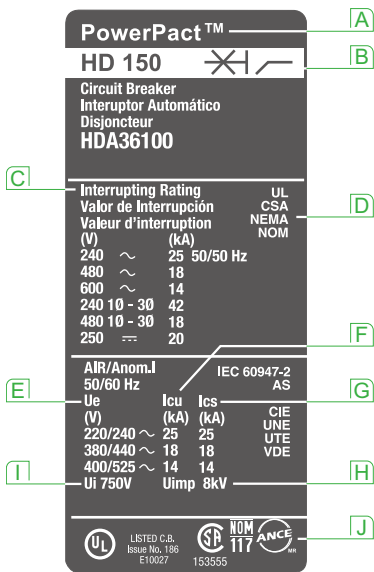 PowerPact™
A
HD 150
B
Circuit Breaker
Interuptor Automático
Disjoncteur
HDA36100
C
Interrupting Rating UL
Valor de Interrupción CSA
Valeur d'interruption NEMA
D
(V) (kA) NOM
240 ~ 25 50/50 Hz
480 ~ 18
600 ~ 14
240 1Ø - 3Ø 42
480 1Ø - 3Ø 18
250 ⎓ 20
F
AIR/Anom.I IEC 60947-2
50/60 Hz AS
E
Ue Icu Ics
G
(V) (kA) (kA) CIE
220/240 ~ 25 25 UNE
380/440 ~ 18 18 UTE
400/525 ~ 14 14 VDE
I
Ui 750V Uimp 8kV
H
UL
LISTED C.B.
Issue No. 186
E10027
SA
153555
NOM
117
ANCE
MR
J